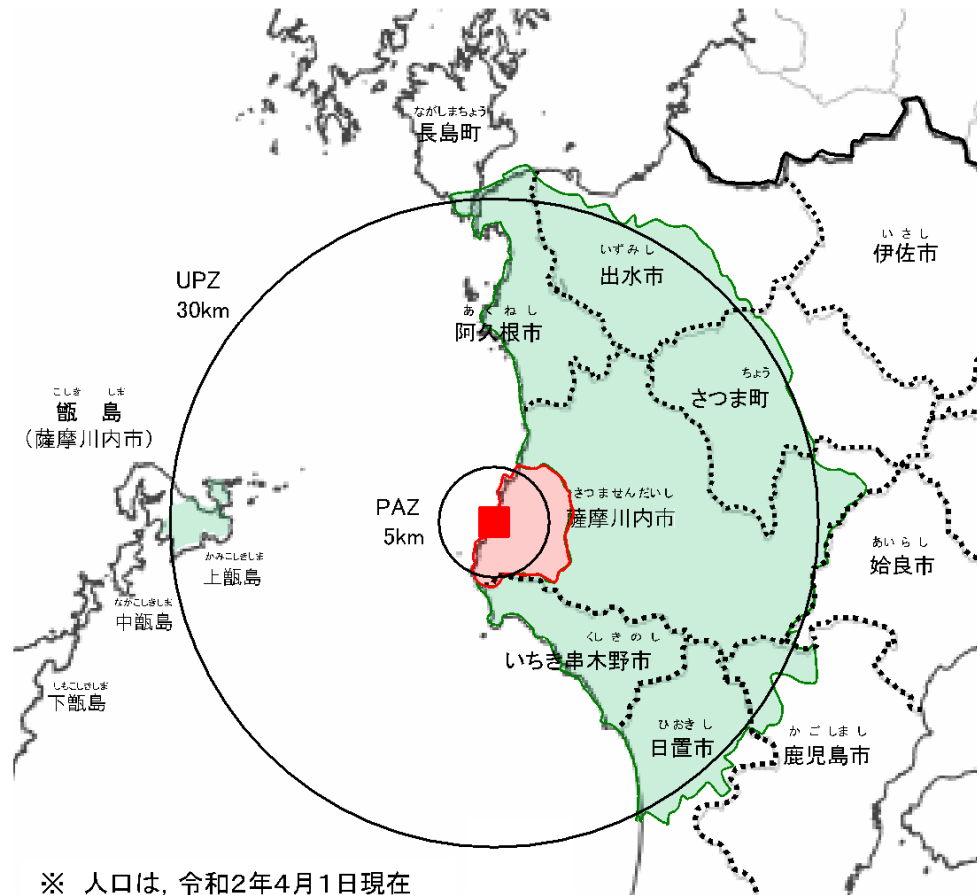 ながしまちょう
長島町
いさし
伊佐市
いずみし
出水市
UPZ
30km
あくねし
阿久根市
ちょう
さつま町
こしき しま
甑 島
（薩摩川内市）
さつませんだいし
薩摩川内市
PAZ
5km
あいらし
姶良市
かみこしきしま
上甑島
なかこしきしま
中甑島
くしきのし
いちき串木野市
しもこしきしま
下甑島
ひおきし
日置市
かごしまし
鹿児島市
※ 人口は，令和2年4月1日現在